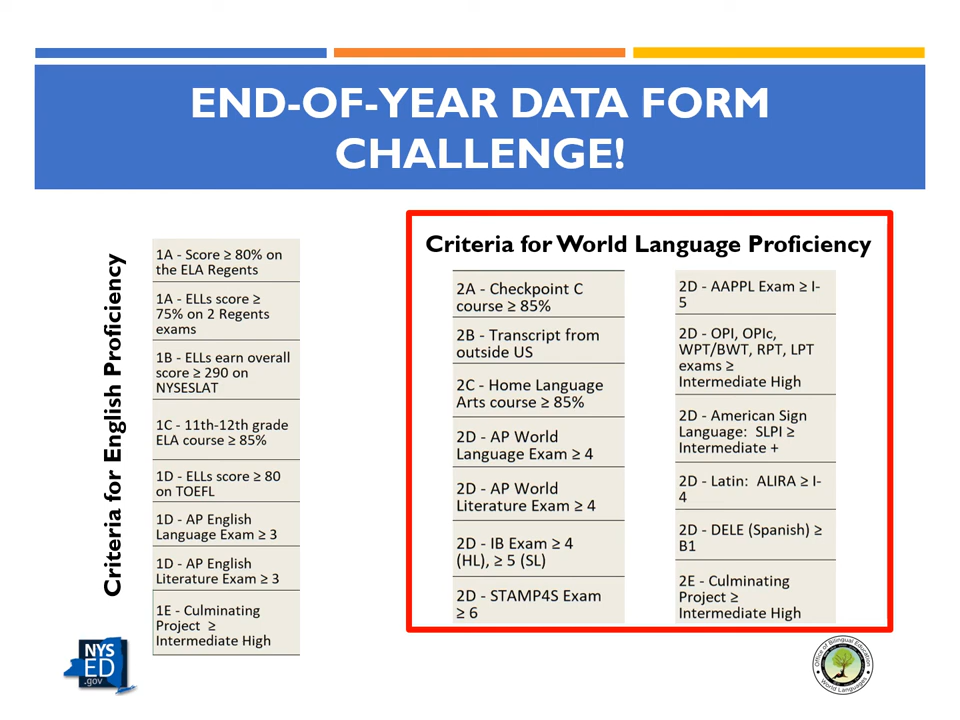 END-OF-YEAR DATA FORM
CHALLENGE!
Criteria for English Proficiency
1A - Score ≥ 80% on
the ELA Regents
1A - ELLs score ≥
75% on 2 Regents
exams
1B - ELLs earn overall
score ≥ 290 on
NYSESLAT
1C - 11th-12th grade
ELA course ≥ 85%
1D - ELLs score ≥ 80
on TOEFL
1D - AP English
Language Exam ≥ 3
1D - AP English
Literature Exam ≥ 3
1E - Culminating
Project ≥
Intermediate High
Criteria for World Language Proficiency
2A - Checkpoint C
course ≥ 85%
2B - Transcript from
outside US
2C - Home Language
Arts course ≥ 85%
2D - AP World
Language Exam ≥ 4
2D - AP World
Literature Exam ≥ 4
2D - IB Exam ≥ 4
(HL), ≥ 5 (SL)
2D - STAMP4S Exam
≥ 6
2D - AAPPL Exam ≥ I-
5
2D - OPI, OPIc,
WPT/BWT, RPT, LPT
exams ≥
Intermediate High
2D - American Sign
Language: SLPI ≥
Intermediate +
2D - Latin: ALIRA ≥ I-
4
2D - DELE (Spanish) ≥
B1
2E - Culminating
Project ≥
Intermediate High
NYS
ED
.gov
Office of Bilingual Education
World Languages